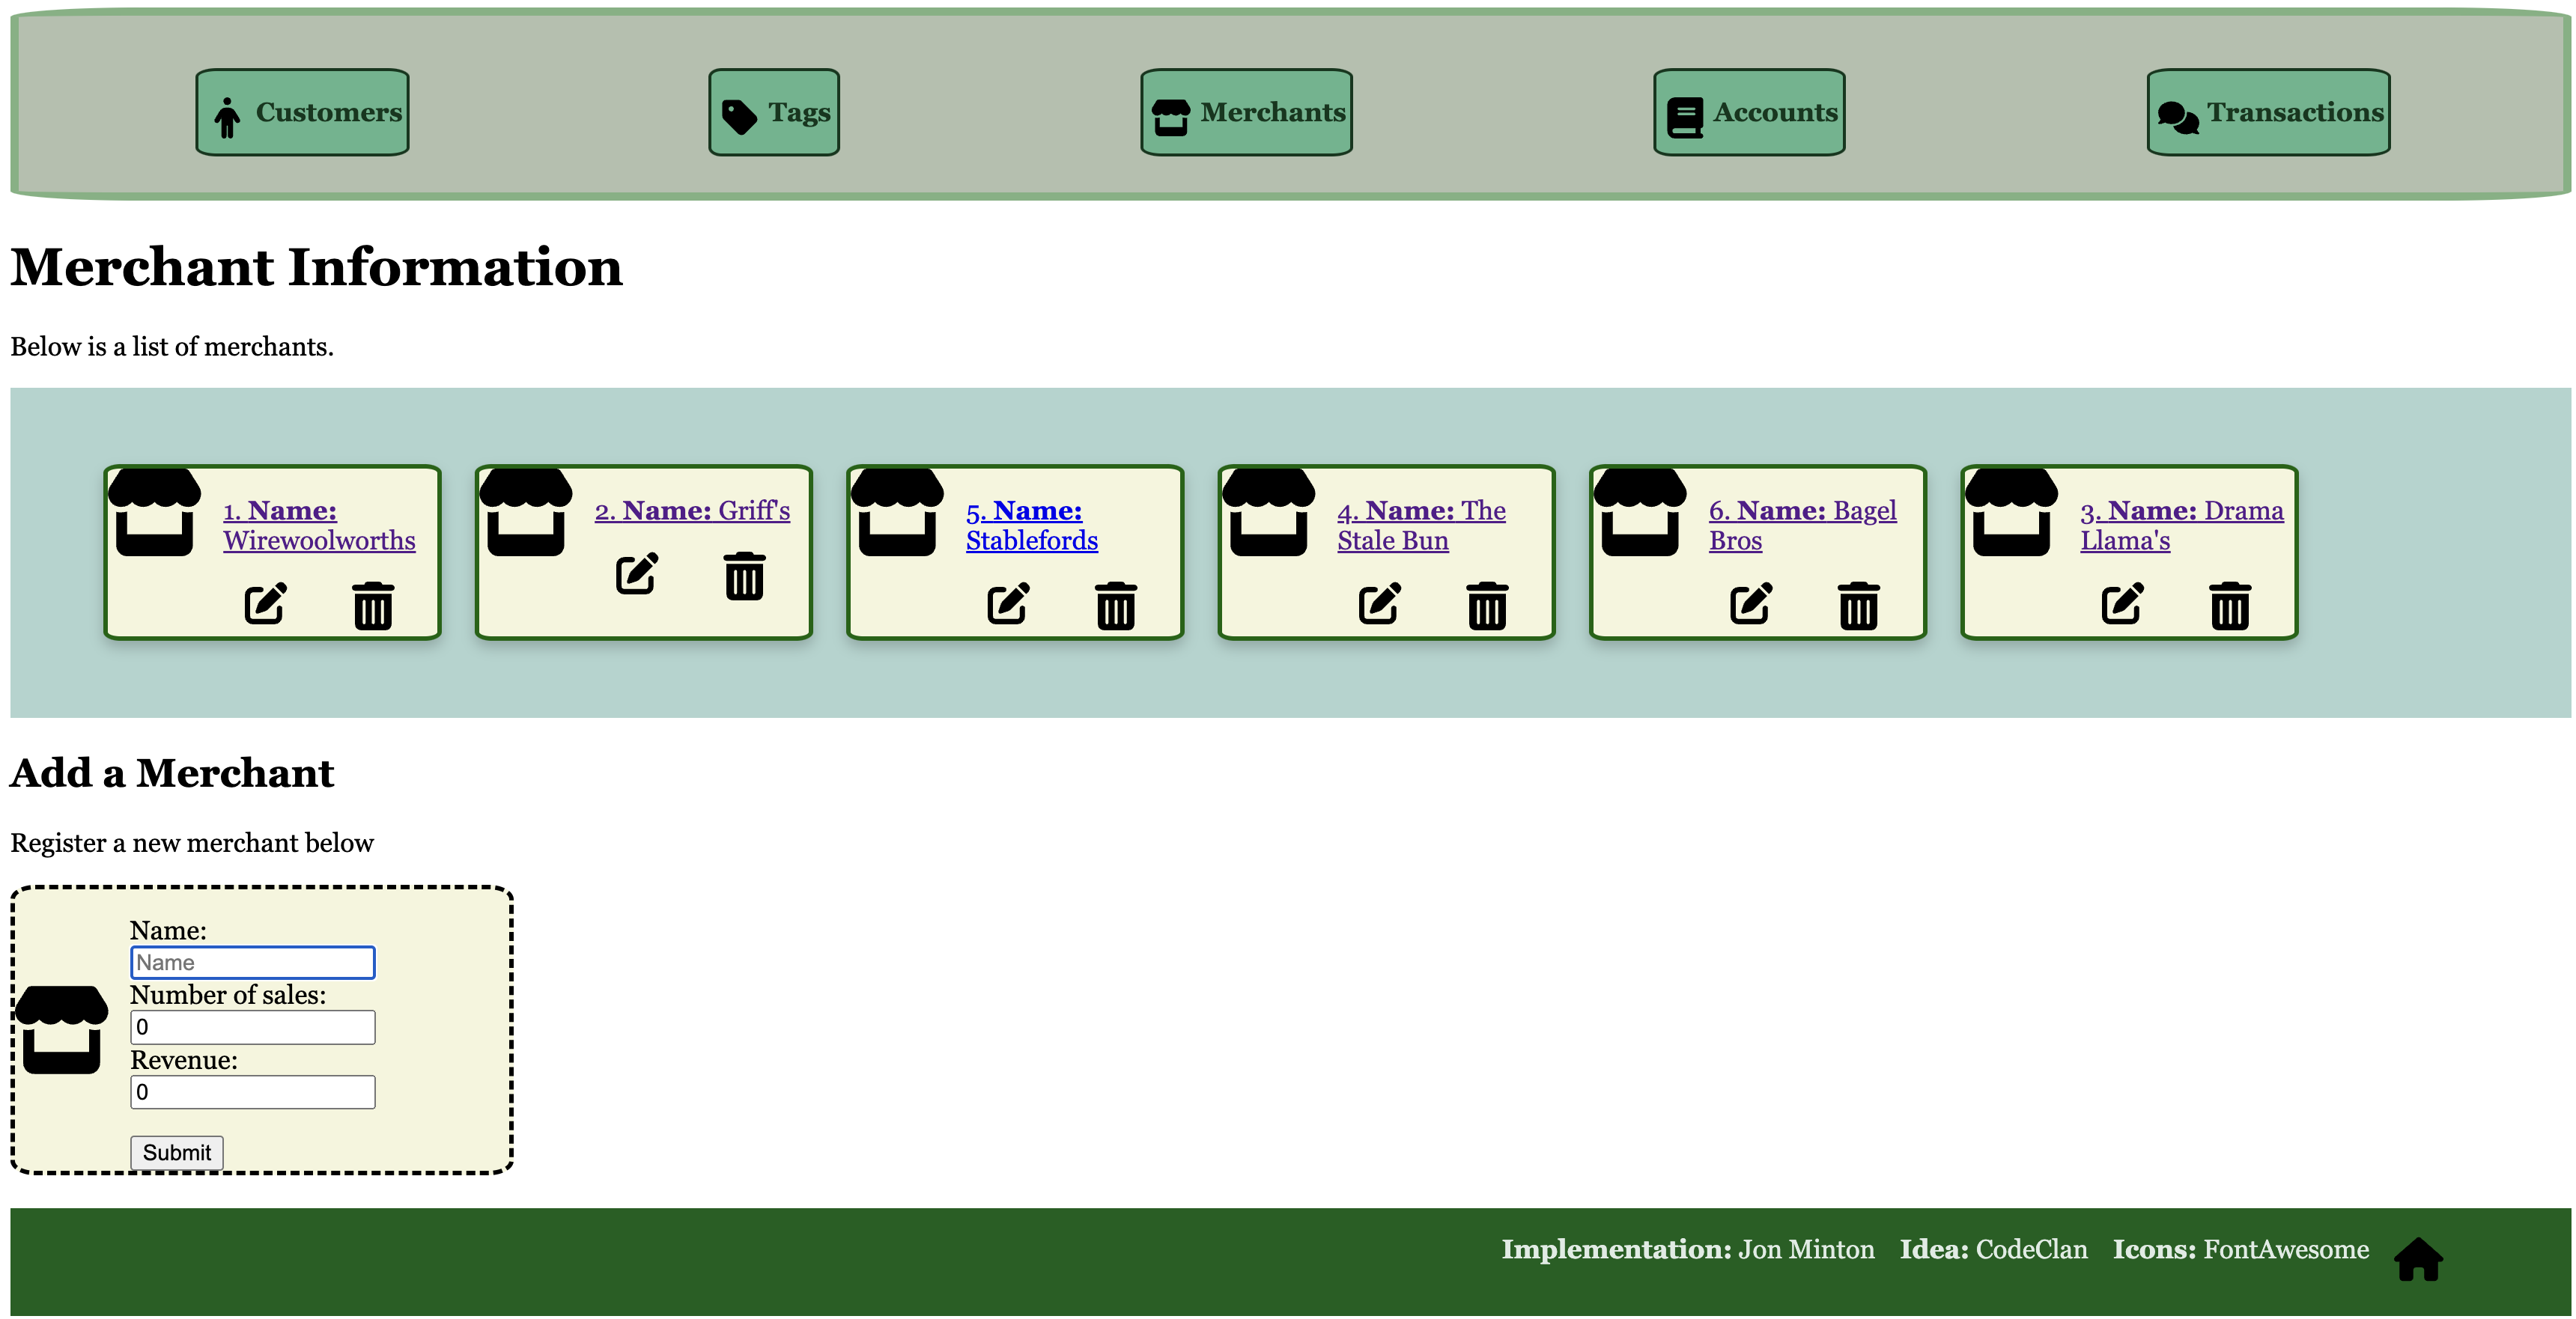 Customers
Tags
Merchants
Accounts
Transactions
Merchant Information
Below is a list of merchants.
1. Name:
Wirewoolworths
2. Name: Griff's
5. Name:
Stablefords
4. Name: The
Stale Bun
6. Name: Bagel
Bros
3. Name: Drama
Llama's
Add a Merchant
Register a new merchant below
Name:
Name
Number of sales:
0
Revenue:
0
Submit
Implementation: Jon Minton Idea: CodeClan Icons: FontAwesome